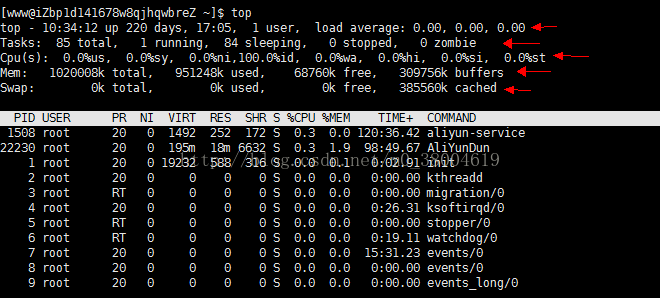 [www@iZbp1d141678w8qjhqwbreZ ~]$ top
top - 10:34:12 up 220 days, 17:05,  1 user,  load average: 0.00, 0.00, 0.00
Tasks:  85 total,   1 running,  84 sleeping,   0 stopped,   0 zombie
Cpu(s):  0.0%us,  0.0%sy,  0.0%ni,100.0%id,  0.0%wa,  0.0%hi,  0.0%si,  0.0%st
Mem:   1020008k total,   951248k used,    68760k free,   309756k buffers
Swap:        0k total,        0k used,        0k free,   385560k cached
PID USER PR NI VIRT RES SHR S %CPU %MEM TIME+ COMMAND
1508 root 20 0 1492 252 172 S 0.3 0.0 120:36.42 aliyun-service
22230 root 20 0 195m 18m 6632 S 0.3 1.9 98:49.67 AliYunDun
1 root 20 0 19232 588 316 S 0.0 0.1 0:02.91 init
2 root 20 0 0 0 0 S 0.0 0.0 0:00.00 kthreadd
3 root RT 0 0 0 0 S 0.0 0.0 0:00.00 migration/0
4 root 20 0 0 0 0 S 0.0 0.0 0:26.31 ksoftirqd/0
5 root RT 0 0 0 0 S 0.0 0.0 0:00.00 stopper/0
6 root RT 0 0 0 0 S 0.0 0.0 0:19.11 watchdog/0
7 root 20 0 0 0 0 S 0.0 0.0 15:31.23 events/0
8 root 20 0 0 0 0 S 0.0 0.0 0:00.00 events/0
9 root 20 0 0 0 0 S 0.0 0.0 0:00.00 events_long/0